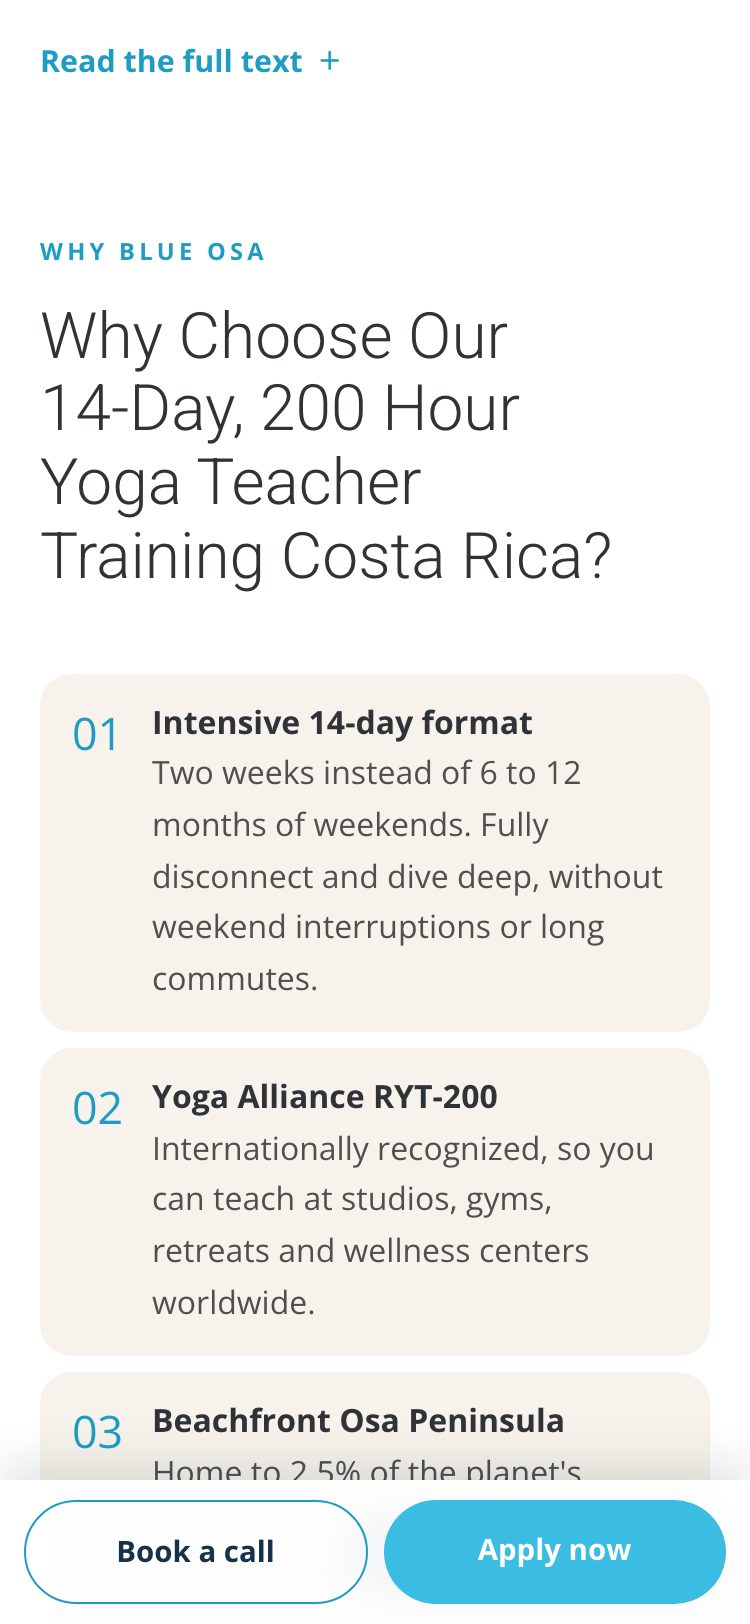 Read the full text +
WHY BLUE OSA
Why Choose Our
14-Day, 200 Hour
Yoga Teacher
Training Costa Rica?
01 Intensive 14-day format
Two weeks instead of 6 to 12
months of weekends. Fully
disconnect and dive deep, without
weekend interruptions or long
commutes.
02 Yoga Alliance RYT-200
Internationally recognized, so you
can teach at studios, gyms,
retreats and wellness centers
worldwide.
03 Beachfront Osa Peninsula
Home to 2.5% of the planet's
Book a call
Apply now